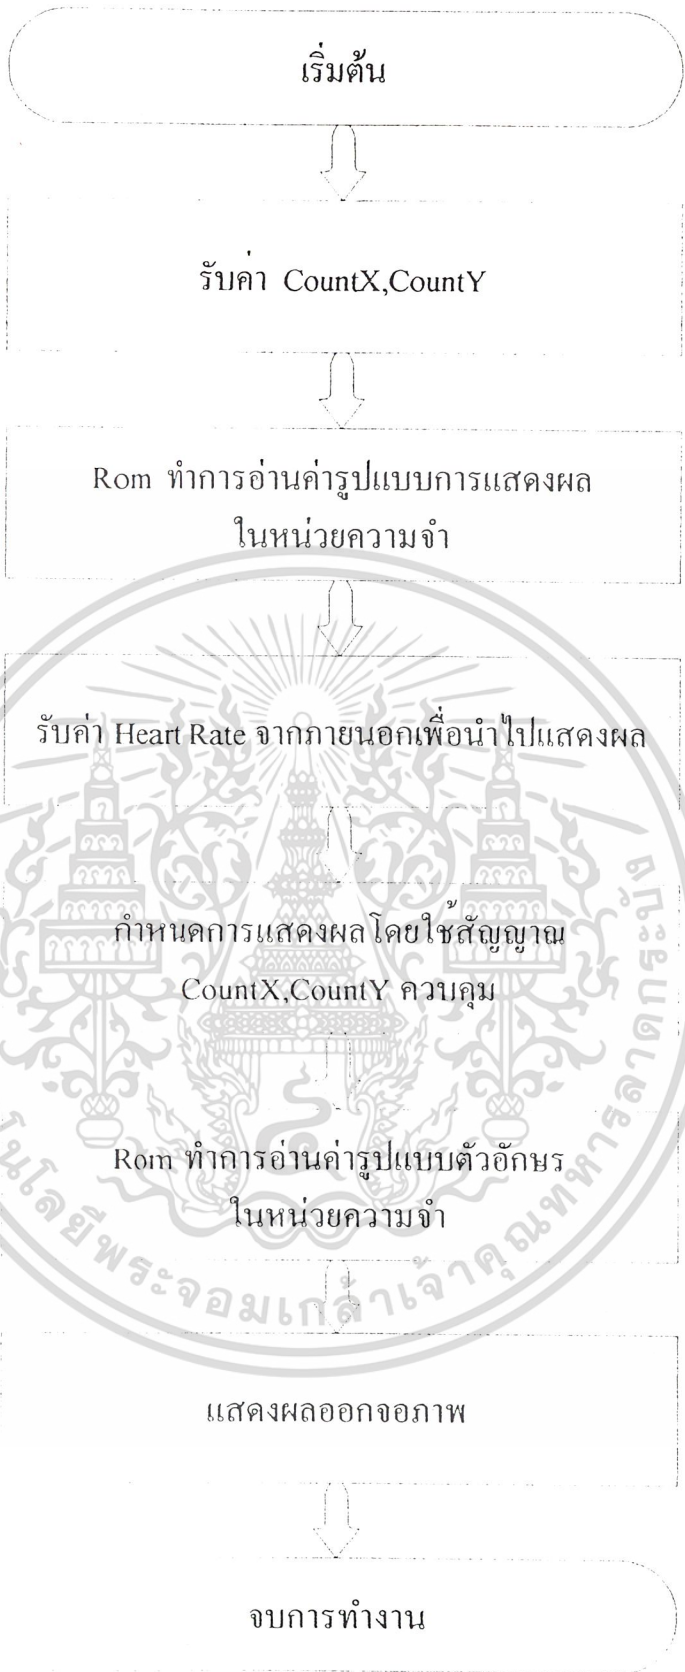 เริ่มต้น
รับค่า CountX,CountY
Rom ทำการอ่านค่ารูปแบบการแสดงผล
ในหน่วยความจำ
รับค่า Heart Rate จากภายนอกเพื่อนำไปแสดงผล
กำหนดการแสดงผลโดยใช้สัญญาณ
CountX,CountY ควบคุม
Rom ทำการอ่านค่ารูปแบบตัวอักษร
ในหน่วยความจำ
แสดงผลออกจอภาพ
จบการทำงาน